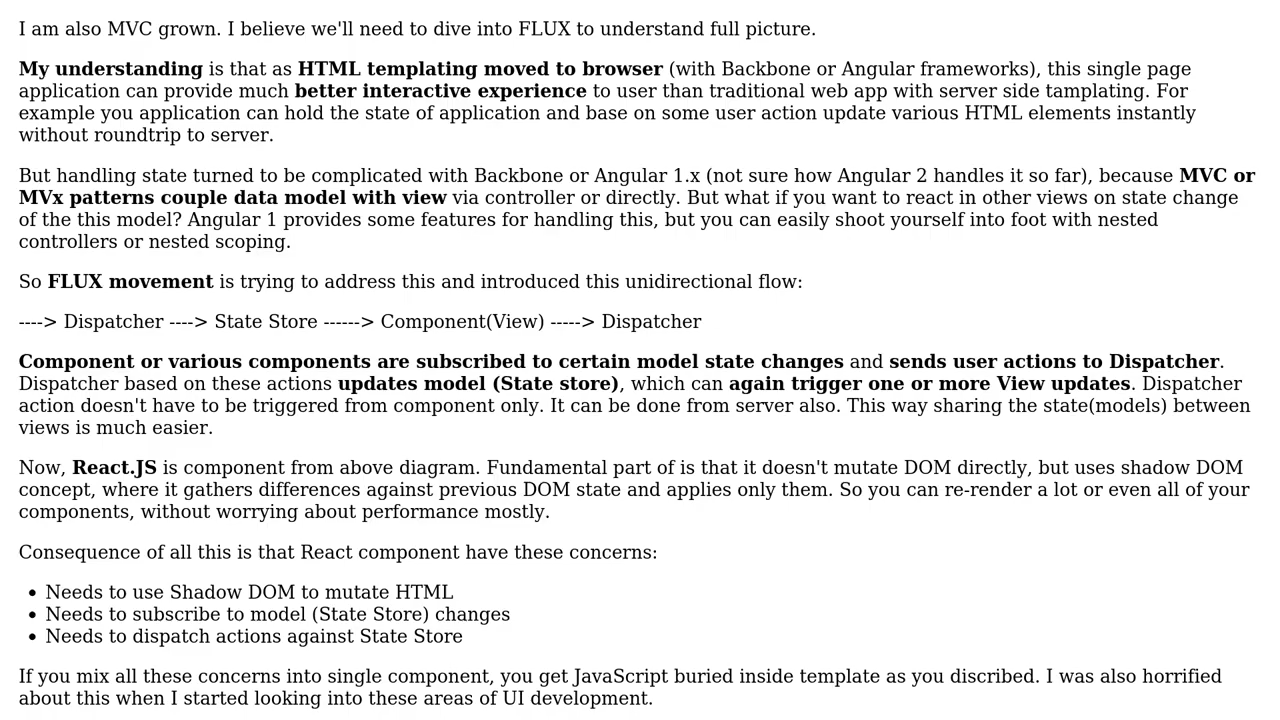 I am also MVC grown. I believe we'll need to dive into FLUX to understand full picture.
My understanding is that as HTML templating moved to browser (with Backbone or Angular frameworks), this single page
application can provide much better interactive experience to user than traditional web app with server side tamplating. For
example you application can hold the state of application and base on some user action update various HTML elements instantly
without roundtrip to server.
But handling state turned to be complicated with Backbone or Angular 1.x (not sure how Angular 2 handles it so far), because MVC or
MVx patterns couple data model with view via controller or directly. But what if you want to react in other views on state change
of the this model? Angular 1 provides some features for handling this, but you can easily shoot yourself into foot with nested
controllers or nested scoping.
So FLUX movement is trying to address this and introduced this unidirectional flow:
----> Dispatcher ----> State Store ------> Component(View) -----> Dispatcher
Component or various components are subscribed to certain model state changes and sends user actions to Dispatcher.
Dispatcher based on these actions updates model (State store), which can again trigger one or more View updates. Dispatcher
action doesn't have to be triggered from component only. It can be done from server also. This way sharing the state(models) between
views is much easier.
Now, React.JS is component from above diagram. Fundamental part of is that it doesn't mutate DOM directly, but uses shadow DOM
concept, where it gathers differences against previous DOM state and applies only them. So you can re-render a lot or even all of your
components, without worrying about performance mostly.
Consequence of all this is that React component have these concerns:
• Needs to use Shadow DOM to mutate HTML
• Needs to subscribe to model (State Store) changes
• Needs to dispatch actions against State Store
If you mix all these concerns into single component, you get JavaScript buried inside template as you discribed. I was also horrified
about this when I started looking into these areas of UI development.